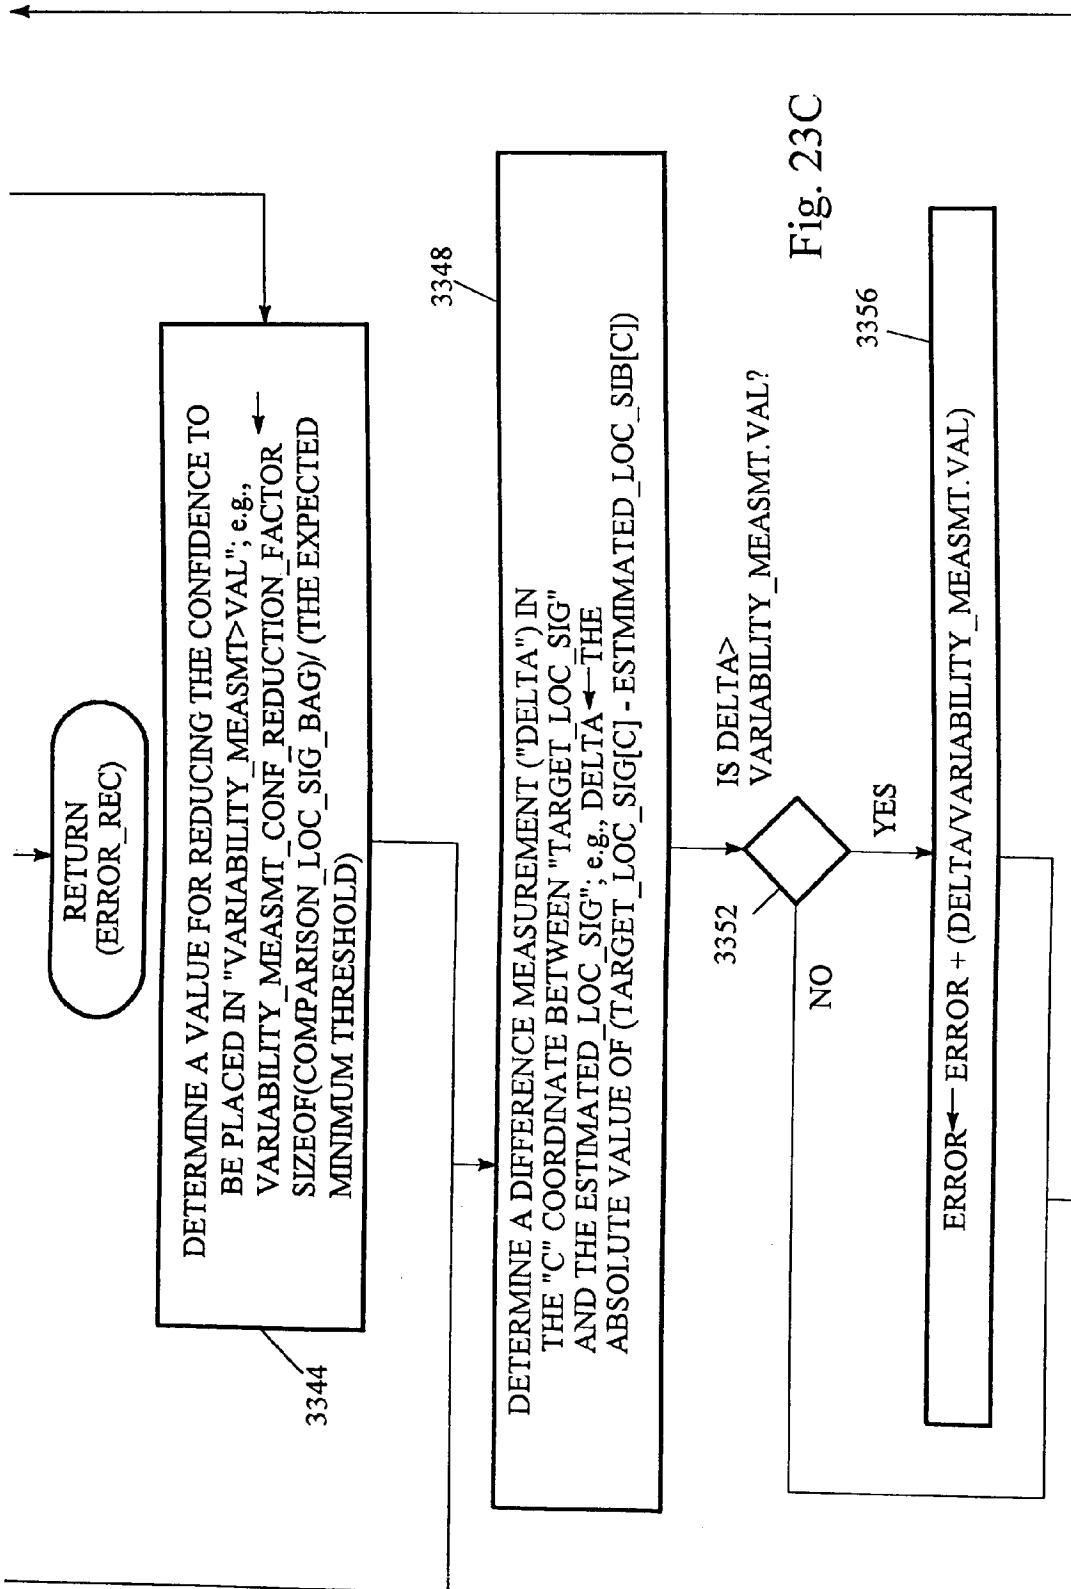 RETURN
(ERROR_REC)
DETERMINE A VALUE FOR REDUCING THE CONFIDENCE TO
BE PLACED IN "VARIABILITY_MEASMT>VAL"; e.g.,
VARIABILITY_MEASMT_CONF_REDUCTION_FACTOR ←
SIZEOF(COMPARISON_LOC_SIG_BAG)/ (THE EXPECTED
MINIMUM THRESHOLD)
3344
3348
DETERMINE A DIFFERENCE MEASUREMENT ("DELTA") IN
THE "C" COORDINATE BETWEEN "TARGET_LOC_SIG"
AND THE ESTIMATED_LOC_SIG"; e.g., DELTA ← THE
ABSOLUTE VALUE OF (TARGET_LOC_SIG[C] - ESTMIMATED_LOC_SIB[C])
IS DELTA>
VARIABILITY_MEASMT.VAL?
3352
NO
YES
3356
ERROR ← ERROR + (DELTA/VARIABILITY_MEASMT.VAL)
Fig. 23C